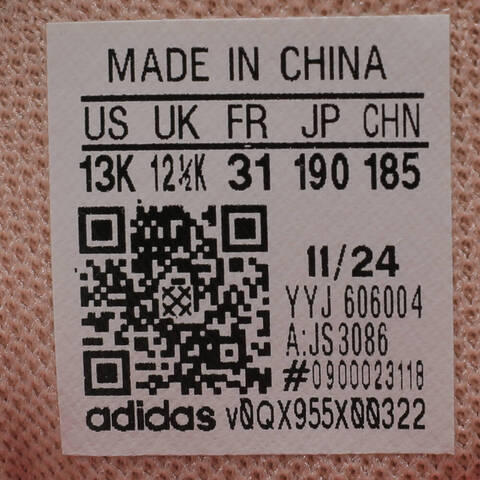 MADE IN CHINA
US UK FR JP CHN
13K 12½K 31 190 185
11/24
YYJ 606004
A:JS3086
#0900023118
adidas v0QX955X00322